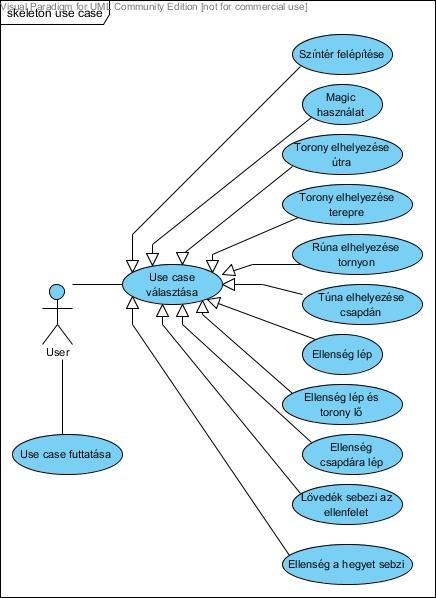 Visual Paradigm for UML Community Edition [not for commercial use]
skeleton use case
Színtér felépítése
Magic
használat
Torony elhelyezése
útra
Torony elhelyezése
terepre
Rúna elhelyezése
tornyon
Use case
választása
Túna elhelyezése
csapdán
User
Ellenség lép
Ellenség lép és
torony lő
Use case futtatása
Ellenség
csapdára lép
Lövedék sebezi az
ellenfelet
Ellenség a hegyet sebzi